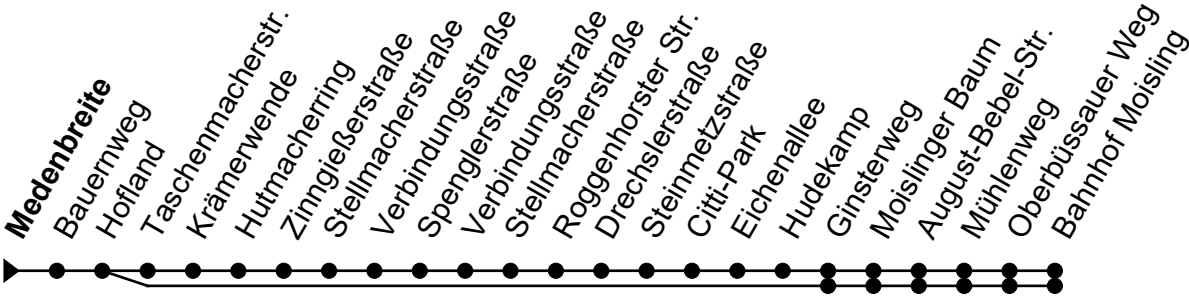 Medenbreite
Bauernweg
Hofland
Taschenmacherstr.
Krämerwende
Hutmacherring
Zinngießerstraße
Stellmacherstraße
Verbindungsstraße
Spenglerstraße
Verbindungsstraße
Stellmacherstraße
Roggenhorster Str.
Drechslerstraße
Steinmetzstraße
Citti-Park
Eichenallee
Hudekamp
Ginsterweg
Moislinger Baum
August-Bebel-Str.
Mühlenweg
Oberbüssauer Weg
Bahnhof Moisling